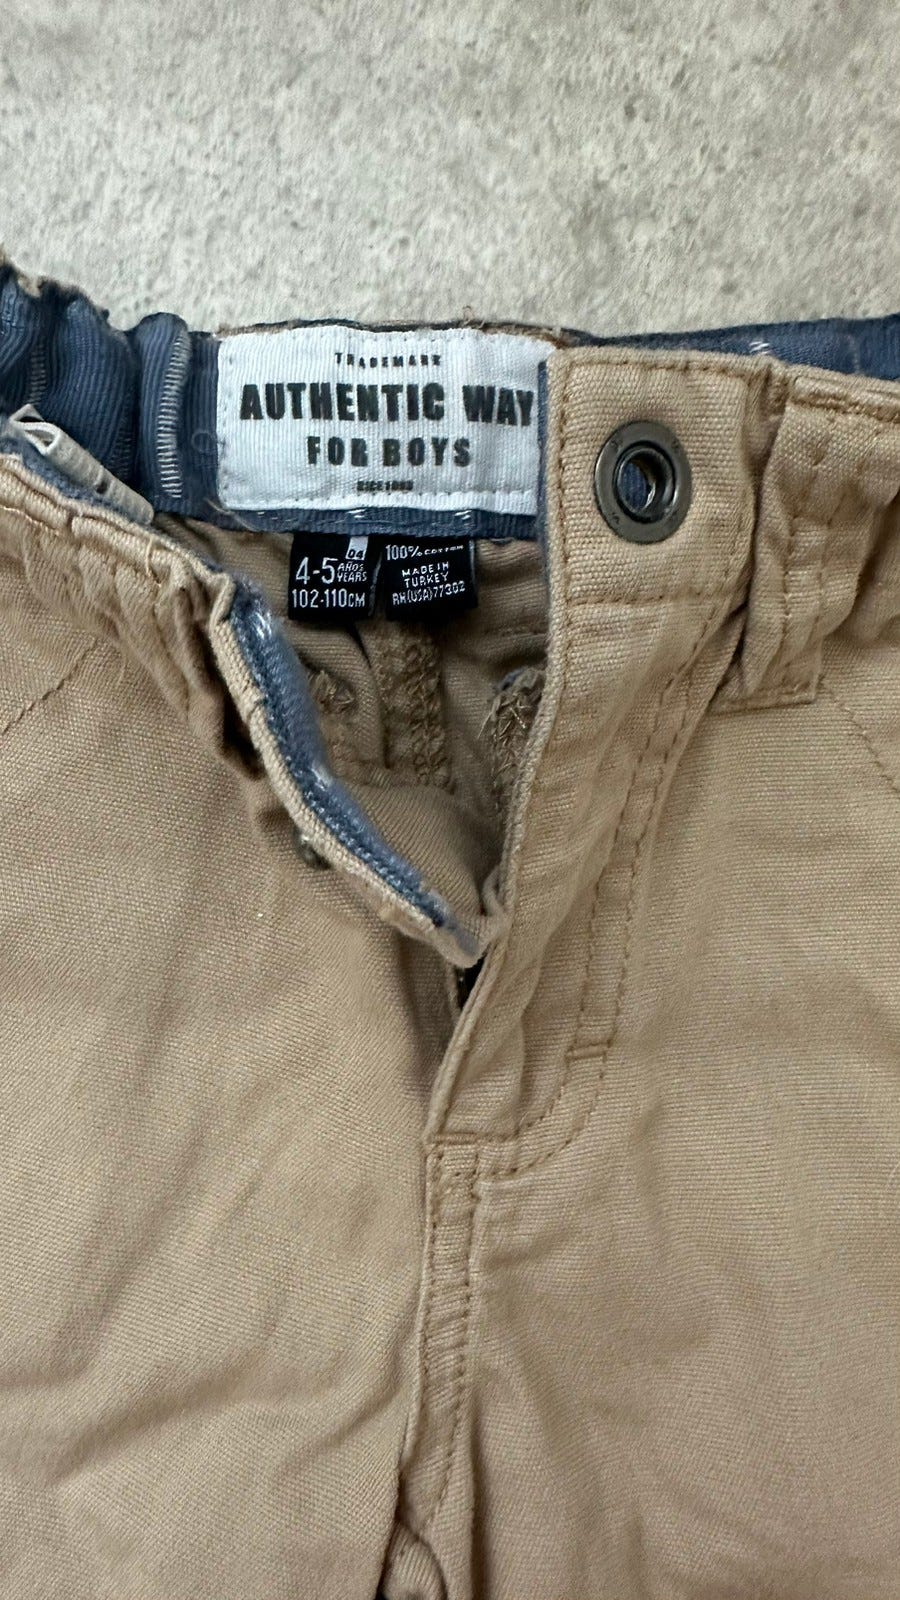 TRADEMARK
AUTHENTIC WAY
FOR BOYS
04
4-5 AÑOS
YEARS
102-110CM
100% COTTON
MADE IN
TURKEY
RN(USA)77302